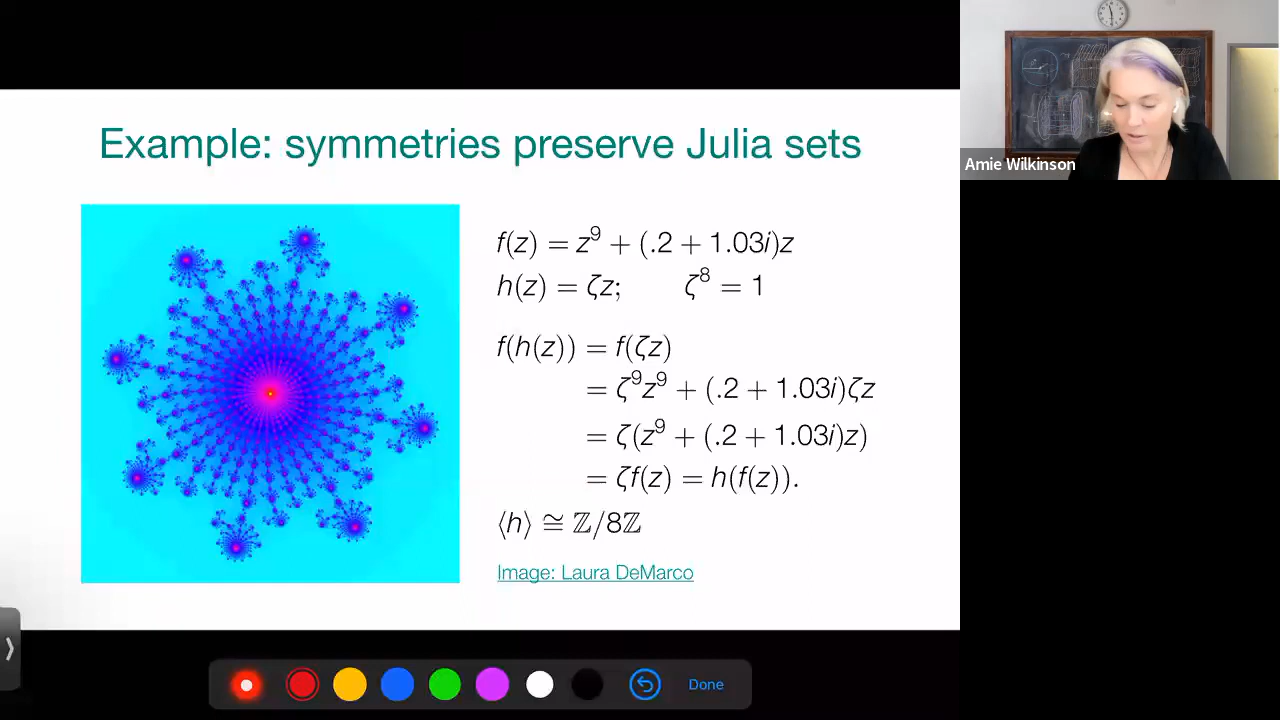 Example: symmetries preserve Julia sets
f(z) = z⁹ + (.2 + 1.03i)z
h(z) = ζz; ζ⁸ = 1
f(h(z)) = f(ζz)
= ζ⁹z⁹ + (.2 + 1.03i)ζz
= ζ(z⁹ + (.2 + 1.03i)z)
= ζf(z) = h(f(z)).
⟨h⟩ ≅ ℤ/8ℤ
Image: Laura DeMarco
Amie Wilkinson
Done